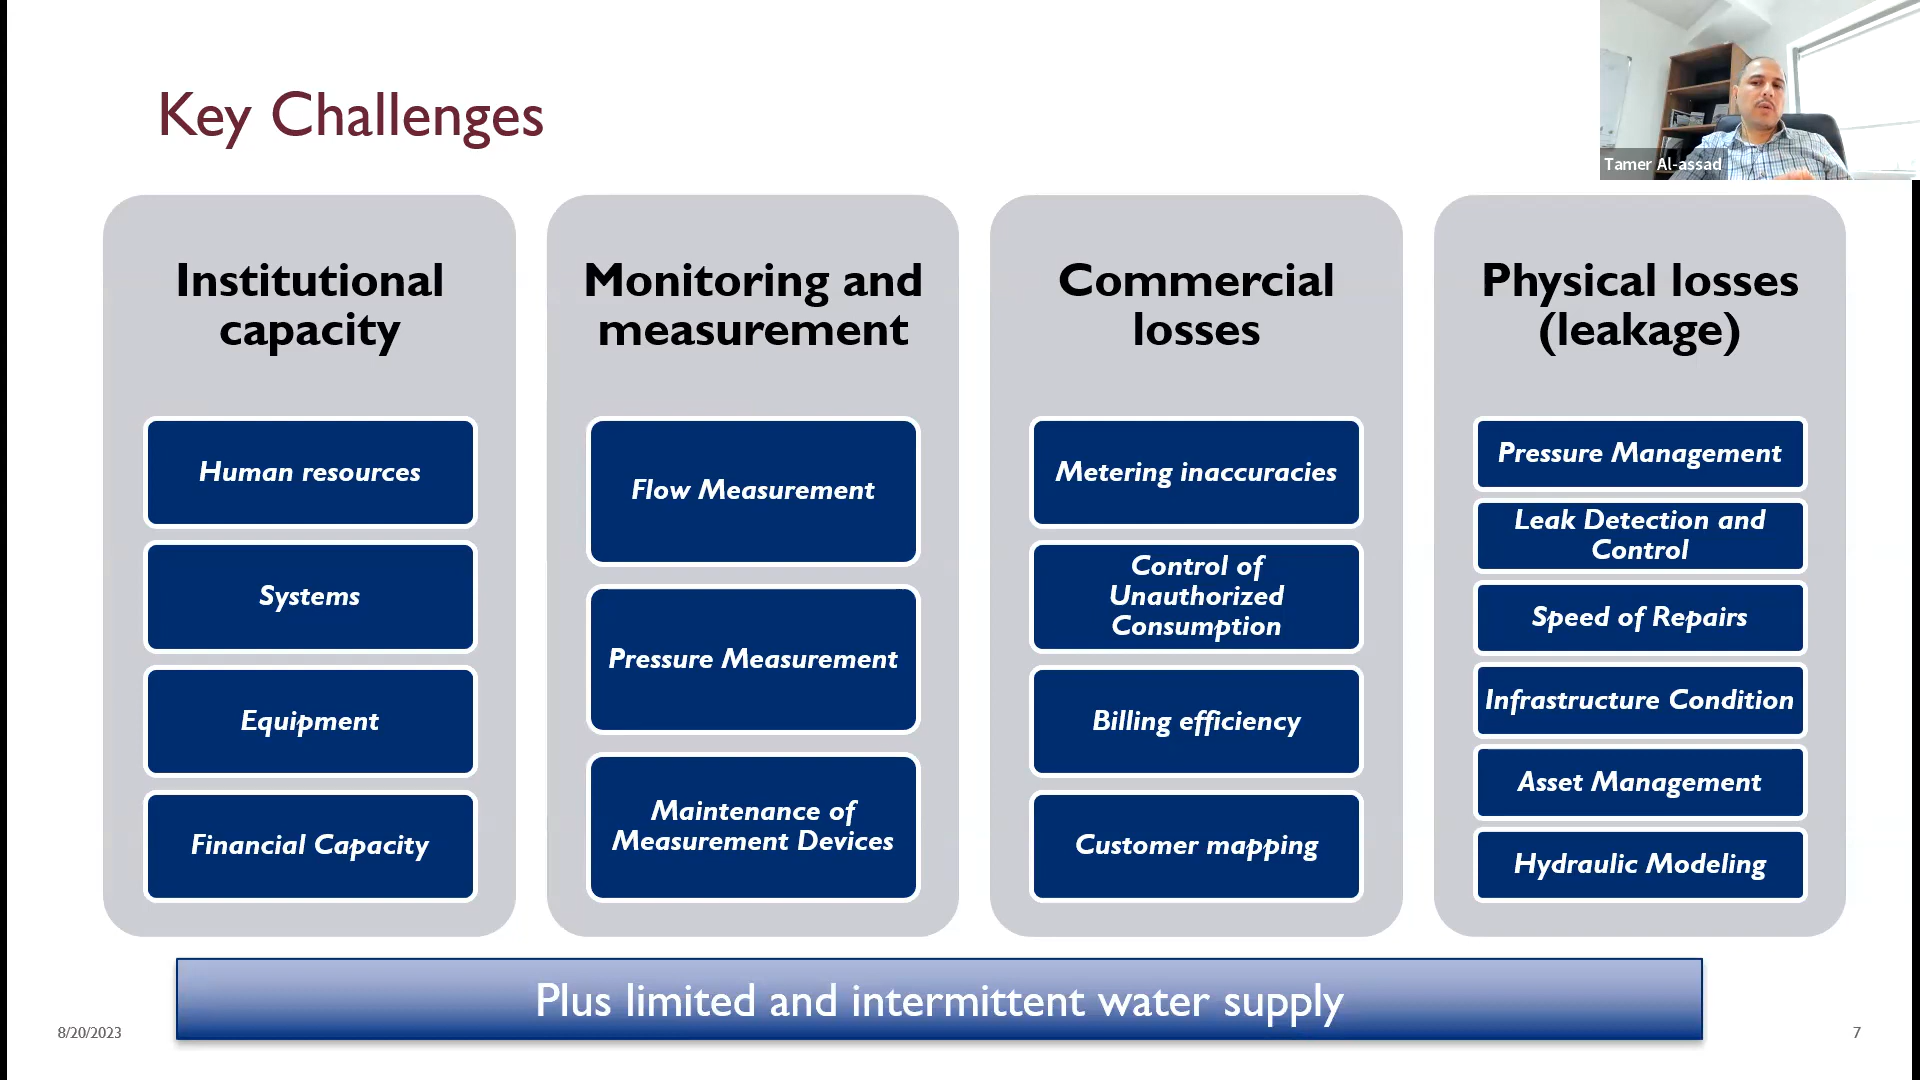 Key Challenges
Tamer Al-assad
Institutional
capacity
Human resources
Systems
Equipment
Financial Capacity
Monitoring and
measurement
Flow Measurement
Pressure Measurement
Maintenance of
Measurement Devices
Commercial
losses
Metering inaccuracies
Control of
Unauthorized
Consumption
Billing efficiency
Customer mapping
Physical losses
(leakage)
Pressure Management
Leak Detection and
Control
Speed of Repairs
Infrastructure Condition
Asset Management
Hydraulic Modeling
Plus limited and intermittent water supply
8/20/2023
7